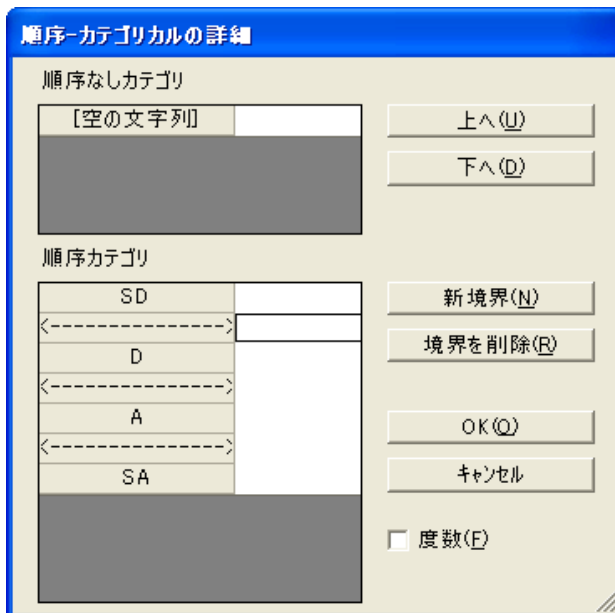 順序-カテゴリカルの詳細
順序なしカテゴリ
[空の文字列]
上へ(U)
下へ(D)
順序カテゴリ
SD
<--------------->
D
<--------------->
A
<--------------->
SA
新境界(N)
境界を削除(R)
OK(O)
キャンセル
度数(F)